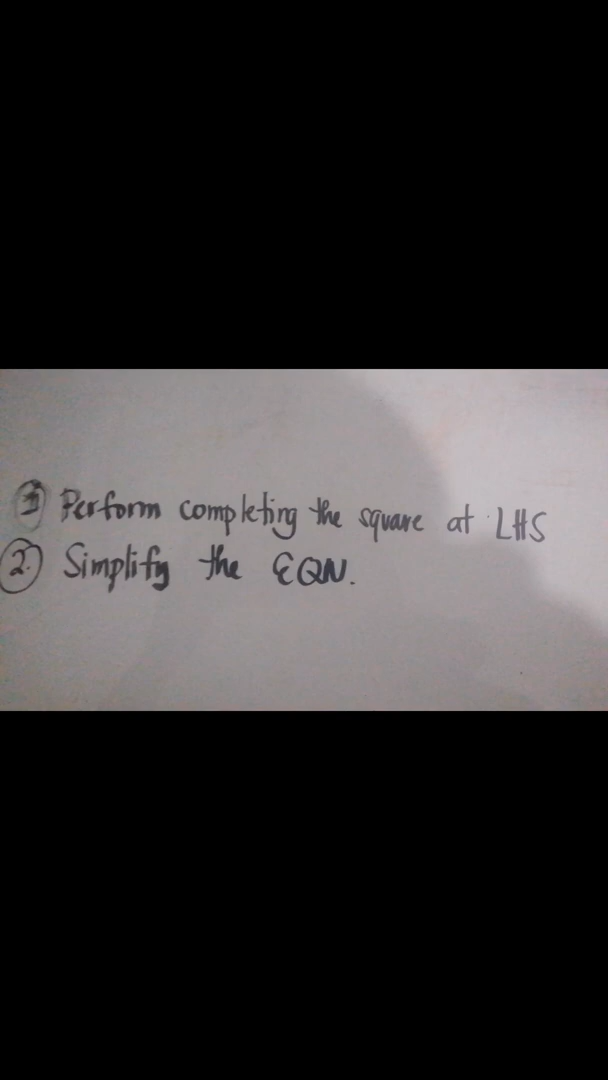 ① Perform completing the square at LHS
② Simplify the EQN.